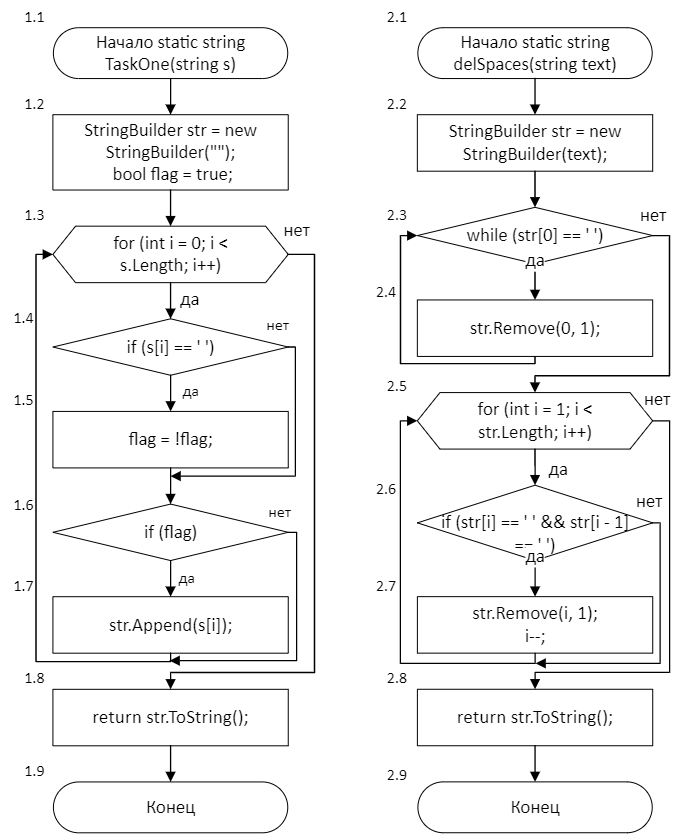 1.1
Начало static string
TaskOne(string s)
1.2
StringBuilder str = new
StringBuilder("");
bool flag = true;
1.3
for (int i = 0; i <
s.Length; i++)
нет
да
1.4
if (s[i] == ' ')
нет
да
1.5
flag = !flag;
1.6
if (flag)
нет
да
1.7
str.Append(s[i]);
1.8
return str.ToString();
1.9
Конец
2.1
Начало static string
delSpaces(string text)
2.2
StringBuilder str = new
StringBuilder(text);
2.3
while (str[0] == ' ')
нет
да
2.4
str.Remove(0, 1);
2.5
for (int i = 1; i <
str.Length; i++)
нет
да
2.6
if (str[i] == ' ' && str[i - 1]
== ' ')
нет
да
2.7
str.Remove(i, 1);
i--;
2.8
return str.ToString();
2.9
Конец